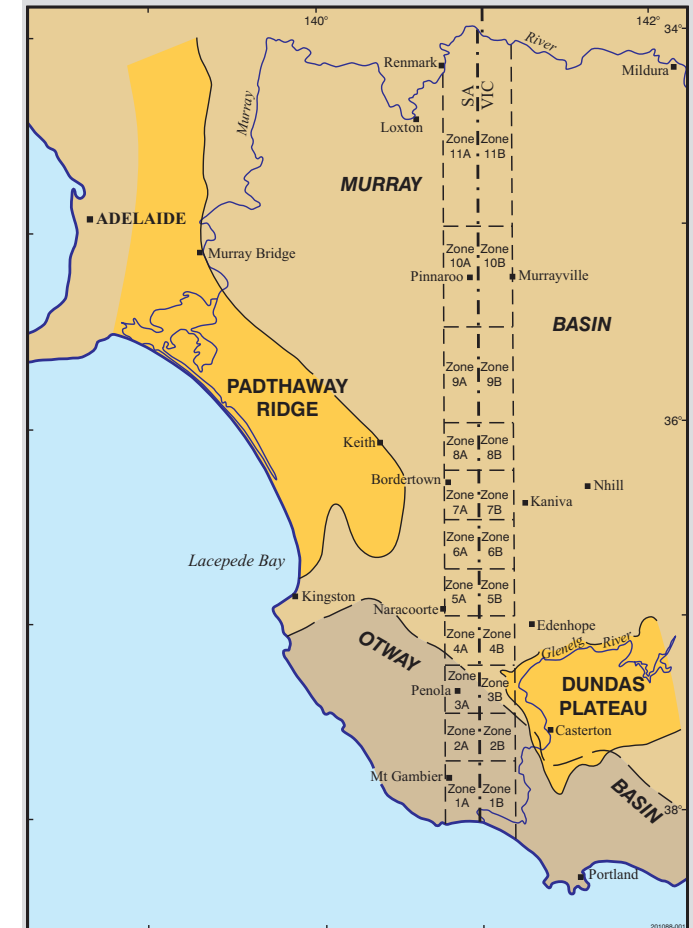 140°
142°
34°
River
Renmark
Mildura
SA
VIC
Murray
Loxton
Zone
11A
Zone
11B
MURRAY
ADELAIDE
Murray Bridge
Zone
10A
Zone
10B
Pinnaroo
Murrayville
BASIN
Zone
9A
Zone
9B
PADTHAWAY
RIDGE
36°
Keith
Zone
8A
Zone
8B
Bordertown
Nhill
Zone
7A
Zone
7B
Kaniva
Zone
6A
Zone
6B
Lacepede Bay
Zone
5A
Zone
5B
Kingston
Naracoorte
Edenhope
OTWAY
Zone
4A
Zone
4B
Glenelg River
Zone
3A
Zone
3B
Penola
DUNDAS
PLATEAU
Zone
2A
Zone
2B
Casterton
Mt Gambier
Zone
1A
Zone
1B
BASIN
38°
Portland
201088-001